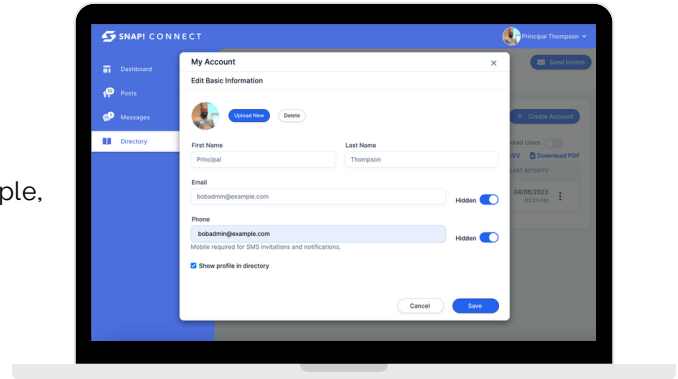 SNAP! CONNECT
Principal Thompson
Dashboard
Posts
Messages
Directory
Send Invites
+ Create Account
Users
CSV Download PDF
LAST ACTIVITY
04/06/2023
02:23 PM
My Account
Edit Basic Information
Upload New
Delete
First Name
Last Name
Principal
Thompson
Email
bobadmin@example.com
Hidden
Phone
bobadmin@example.com
Hidden
Mobile required for SMS invitations and notifications.
Show profile in directory
Cancel
Save
ple,